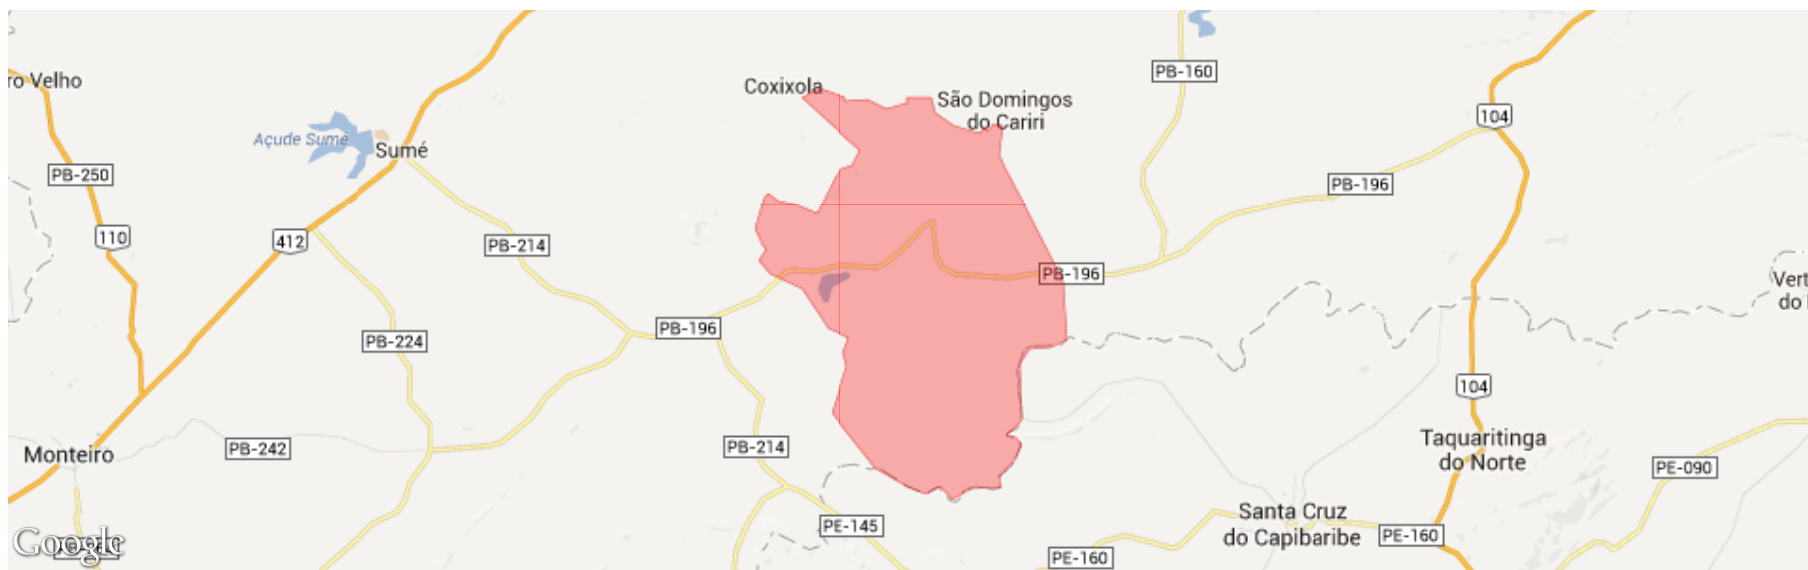 ro Velho
Coxixola
São Domingos
do Cariri
PB-160
104
Açude Sumé
Sumé
PB-250
PB-196
110
412
PB-214
PB-196
Vert
do
PB-196
PB-224
104
PB-214
Monteiro
PB-242
Taquaritinga
do Norte
PE-090
Santa Cruz
do Capibaribe
PE-145
PE-160
PE-160
Google